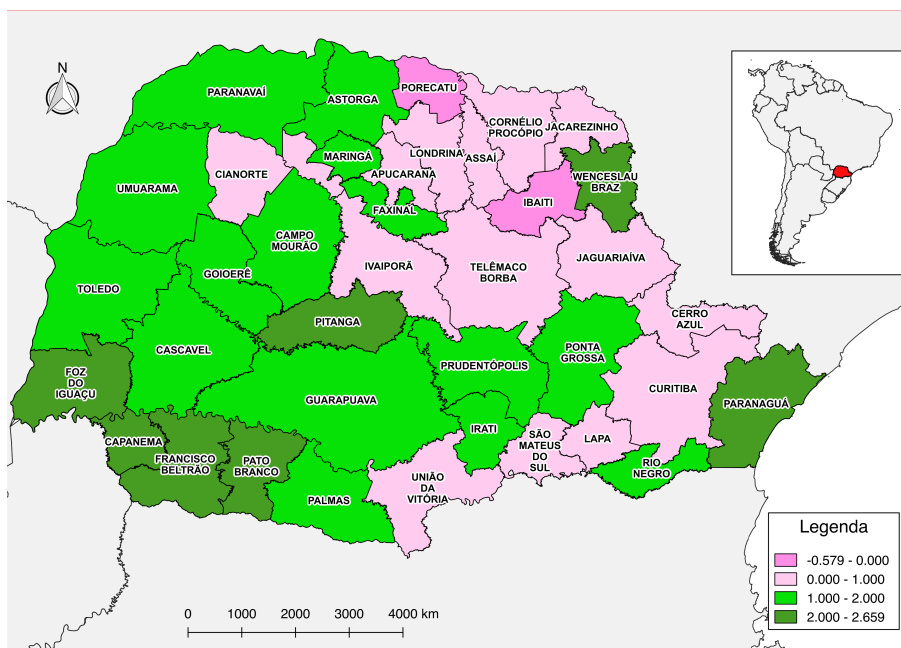 N
PARANAVAÍ
ASTORGA
PORECATU
CORNÉLIO
PROCÓPIO
JACAREZINHO
MARINGÁ
LONDRINA
ASSAÍ
CIANORTE
APUCARANA
WENCESLAU
BRAZ
UMUARAMA
IBAITI
FAXINAL
CAMPO
MOURÃO
IVAIPORÃ
TELÊMACO
BORBA
JAGUARIAÍVA
GOIOERÊ
TOLEDO
CERRO
AZUL
PITANGA
CASCAVEL
PONTA
GROSSA
PRUDENTÓPOLIS
FOZ
DO
IGUAÇU
CURITIBA
GUARAPUAVA
PARANAGUÁ
IRATI
CAPANEMA
SÃO
MATEUS
DO
SUL
LAPA
FRANCISCO
BELTRÃO
PATO
BRANCO
RIO
NEGRO
UNIÃO
DA
VITÓRIA
PALMAS
Legenda
-0.579 - 0.000
0.000 - 1.000
1.000 - 2.000
2.000 - 2.659
0 1000 2000 3000 4000 km